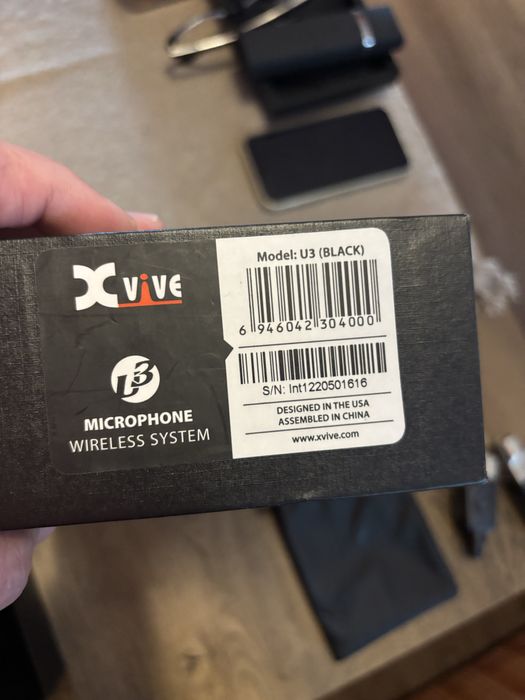 Xvive
U3
MICROPHONE
WIRELESS SYSTEM
Model: U3 (BLACK)
6 946042 304000
S/N: Int1220501616
DESIGNED IN THE USA
ASSEMBLED IN CHINA
www.xvive.com